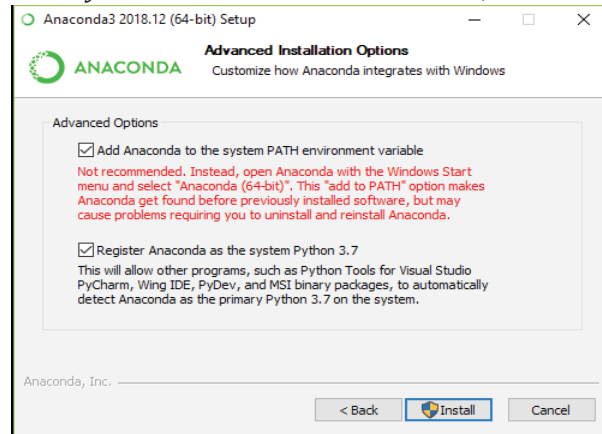 Anaconda3 2018.12 (64-bit) Setup
Advanced Installation Options
ANACONDA
Customize how Anaconda integrates with Windows
Advanced Options
Add Anaconda to the system PATH environment variable
Not recommended. Instead, open Anaconda with the Windows Start
menu and select "Anaconda (64-bit)". This "add to PATH" option makes
Anaconda get found before previously installed software, but may
cause problems requiring you to uninstall and reinstall Anaconda.
Register Anaconda as the system Python 3.7
This will allow other programs, such as Python Tools for Visual Studio
PyCharm, Wing IDE, PyDev, and MSI binary packages, to automatically
detect Anaconda as the primary Python 3.7 on the system.
Anaconda, Inc.
< Back
Install
Cancel